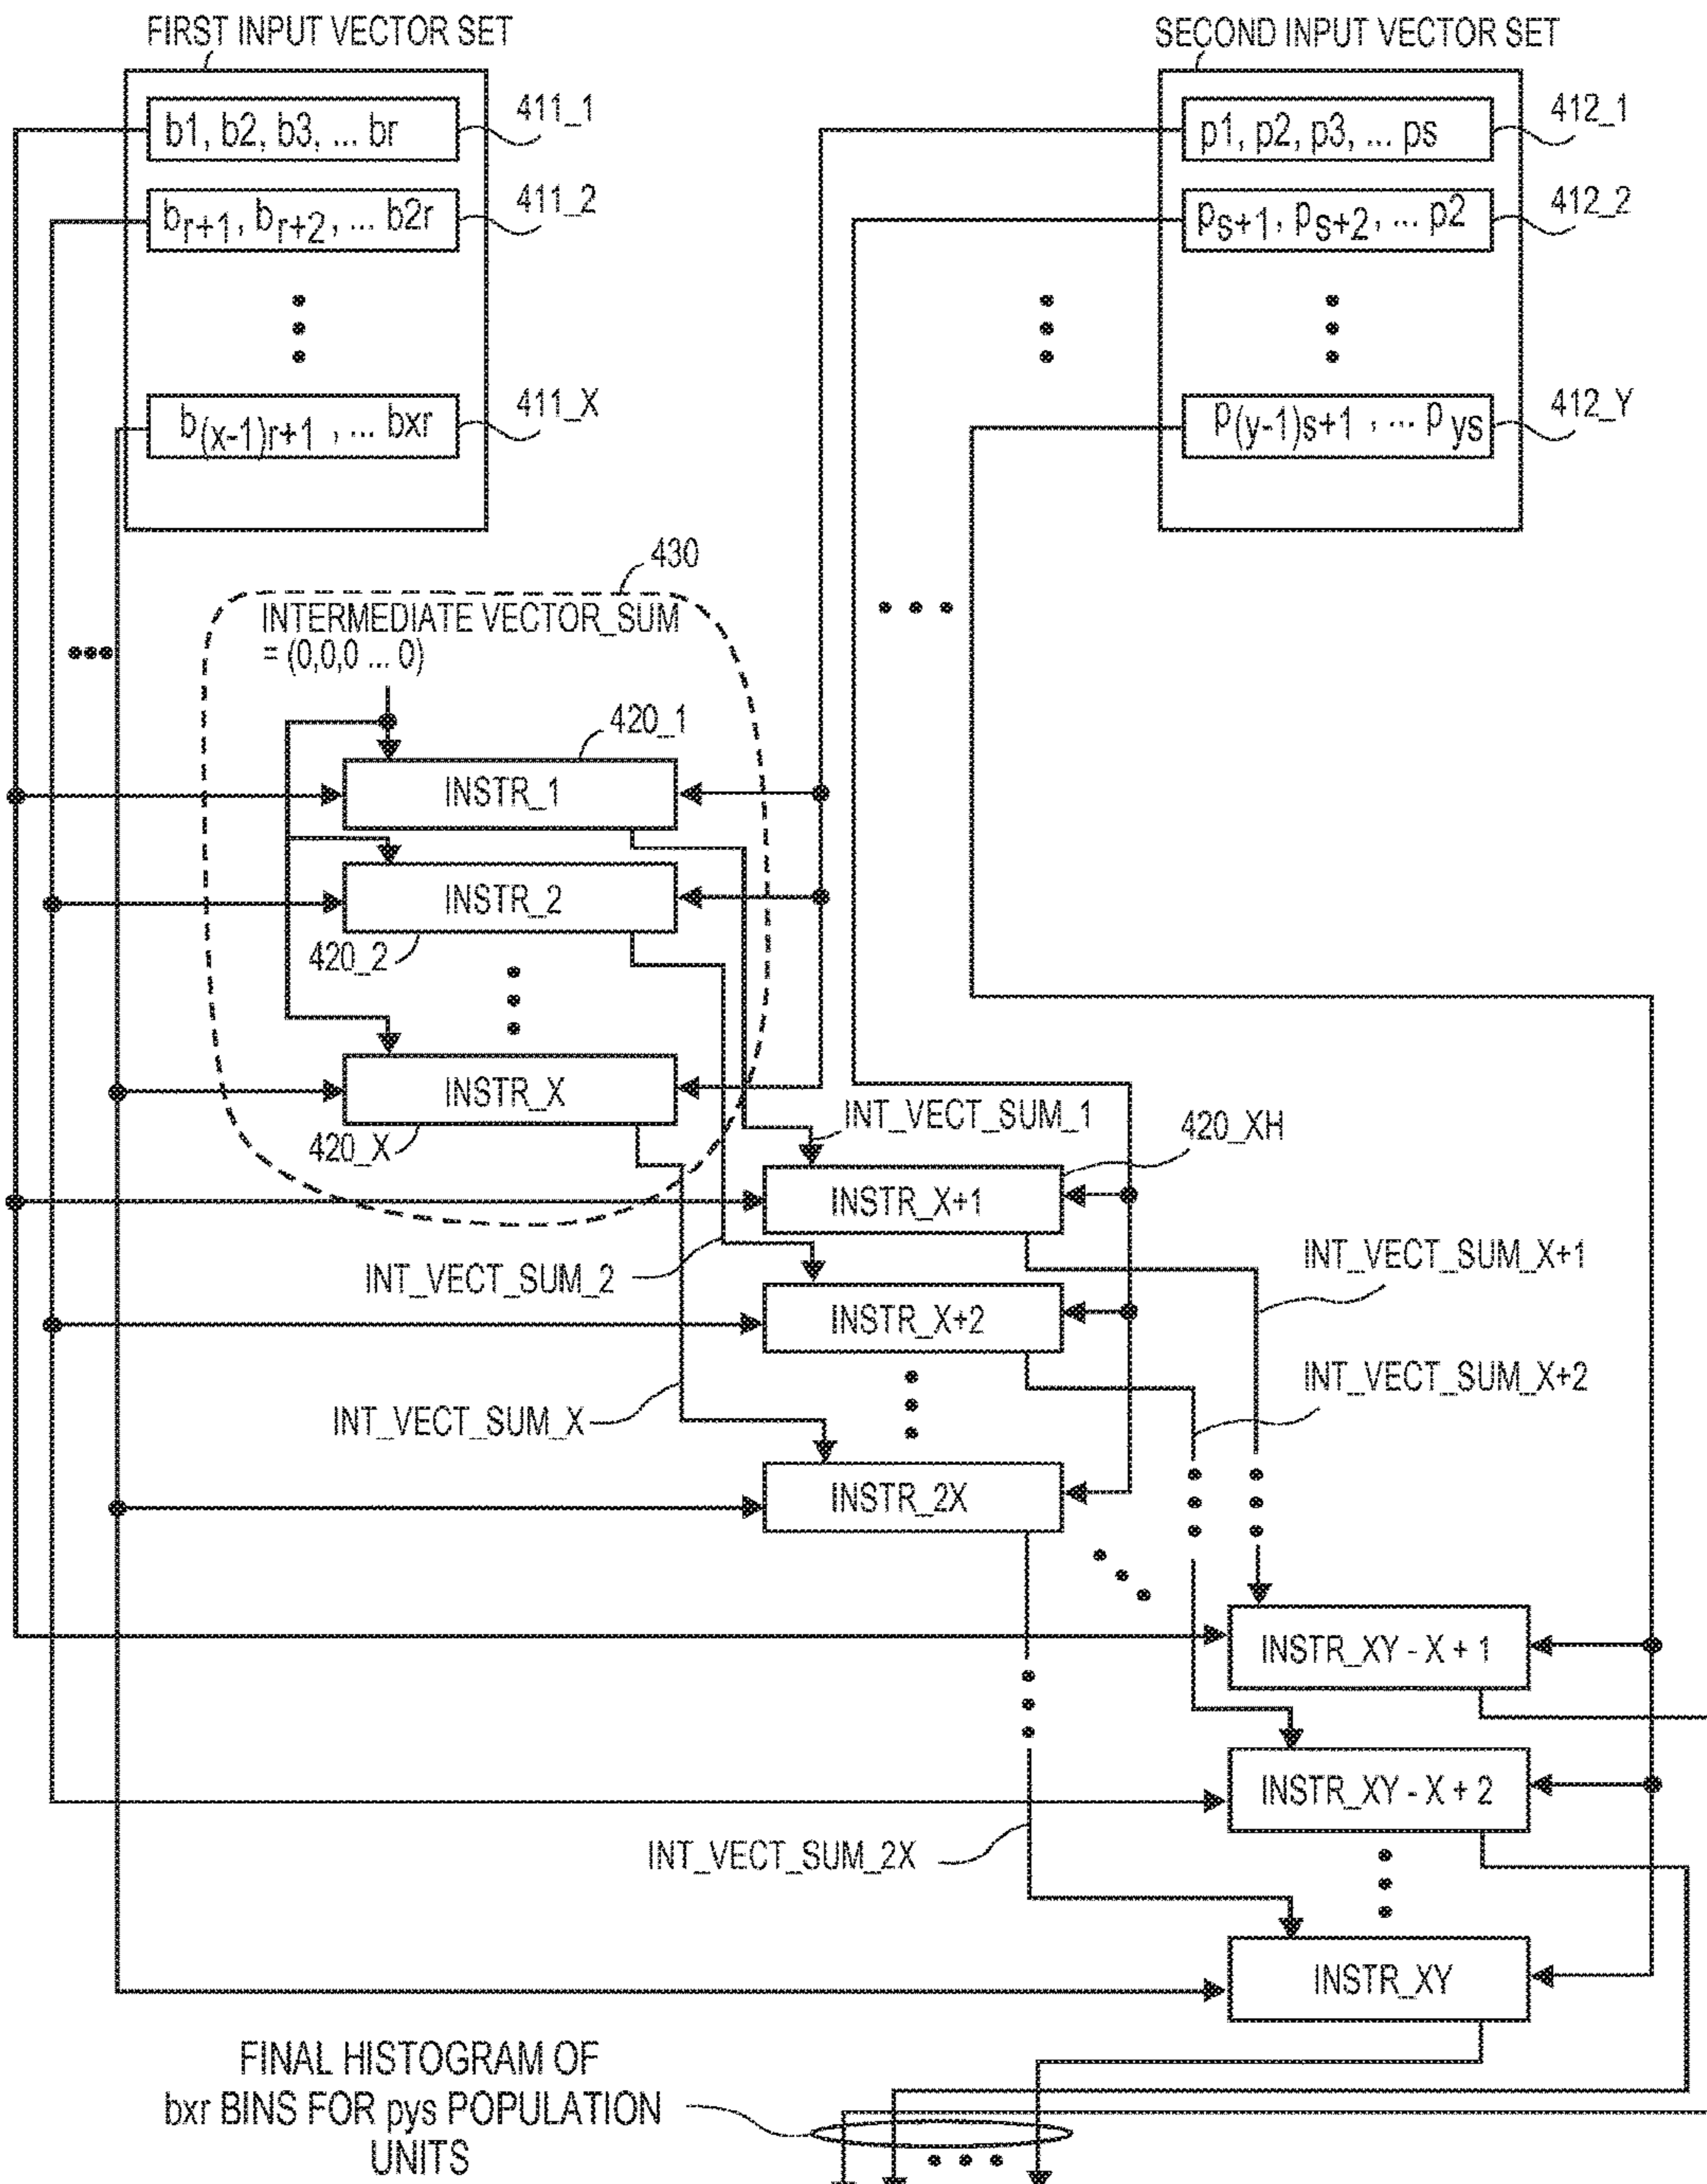 FIRST INPUT VECTOR SET
b1, b2, b3, ... br
411_1
br+1, br+2, ... b2r
411_2
b(x-1)r+1 , ... bxr
411_X
SECOND INPUT VECTOR SET
p1, p2, p3, ... ps
412_1
ps+1, ps+2, ... p2
412_2
p(y-1)s+1 , ... pys
412_Y
430
INTERMEDIATE VECTOR_SUM
= (0,0,0 ... 0)
420_1
INSTR_1
INSTR_2
420_2
INSTR_X
420_X
INT_VECT_SUM_1
420_XH
INSTR_X+1
INT_VECT_SUM_2
INT_VECT_SUM_X+1
INSTR_X+2
INT_VECT_SUM_X+2
INT_VECT_SUM_X
INSTR_2X
INSTR_XY - X + 1
INSTR_XY - X + 2
INT_VECT_SUM_2X
INSTR_XY
FINAL HISTOGRAM OF
bxr BINS FOR pys POPULATION
UNITS